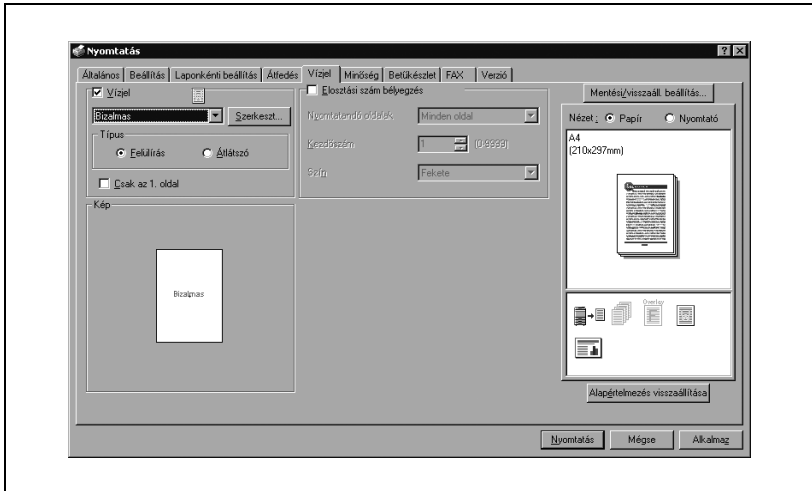 Nyomtatás
Általános Beállítás Laponkénti beállítás Átfedés Vízjel Minőség Betűkészlet FAX Verzió
Vízjel
Bizalmas Szerkeszt...
Típus
Felülírás Átlátszó
Csak az 1. oldal
Kép
Bizalmas
Elosztási szám bélyegzés
Nyomtatandó oldalak Minden oldal
Kezdőszám 1 (0-9999)
Szín Fekete
Mentési/visszaáll. beállítás...
Nézet: Papír Nyomtató
A4
(210x297mm)
Overlay
Alapértelmezés visszaállítása
Nyomtatás Mégse Alkalmaz